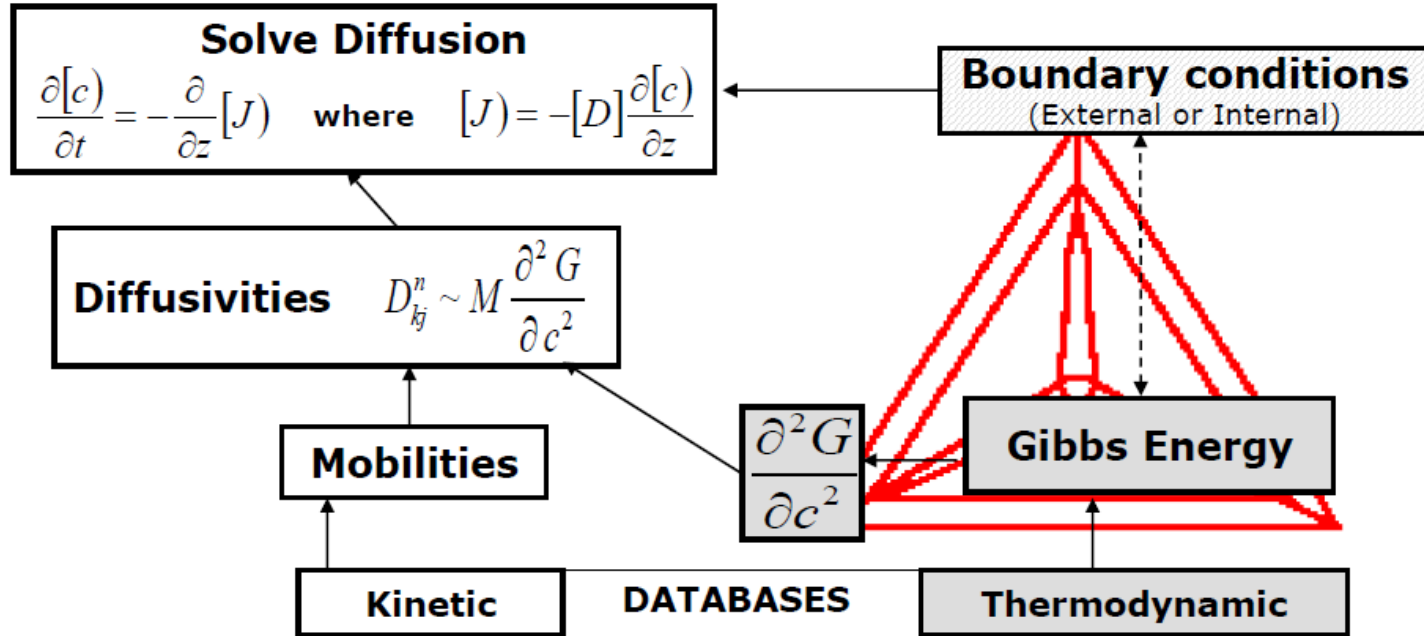 Solve Diffusion
∂[c)/∂t = -∂/∂z [J) where [J) = -[D] ∂[c)/∂z
Boundary conditions
(External or Internal)
Diffusivities D^n_kj ~ M ∂²G/∂c²
Mobilities
∂²G/∂c²
Gibbs Energy
Kinetic
DATABASES
Thermodynamic